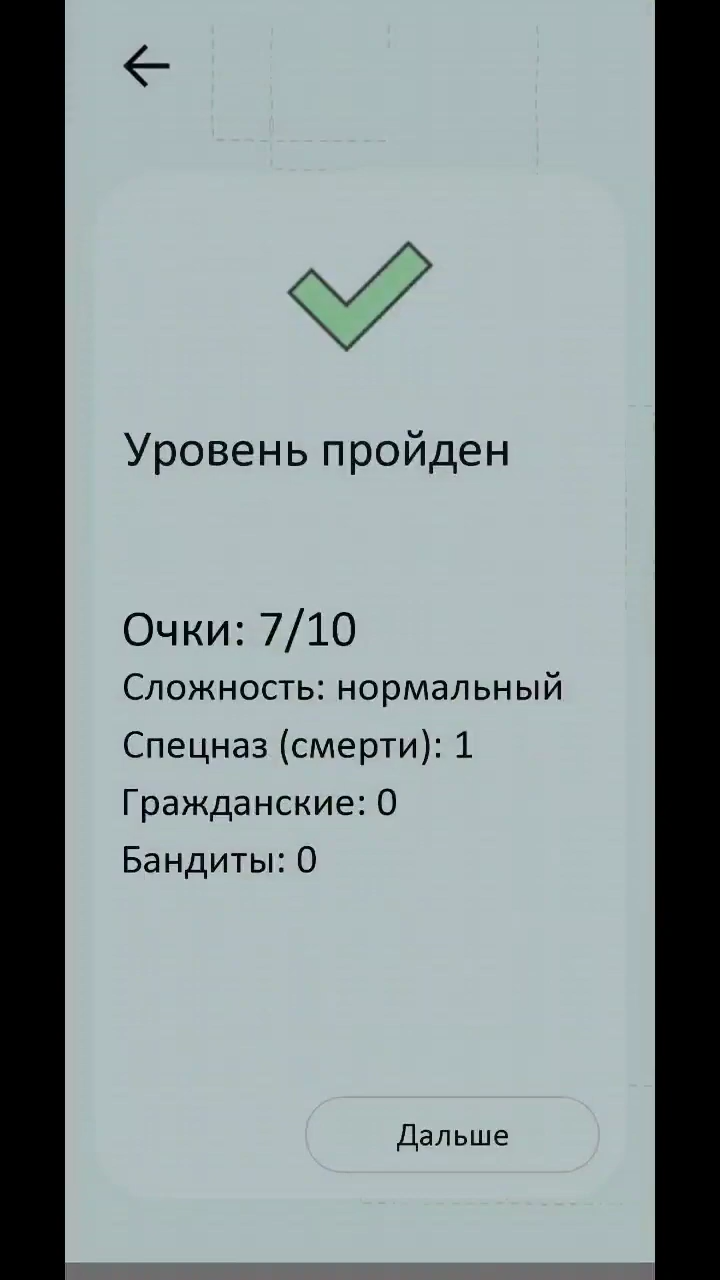 Уровень пройден
Очки: 7/10
Сложность: нормальный
Спецназ (смерти): 1
Гражданские: 0
Бандиты: 0
Дальше